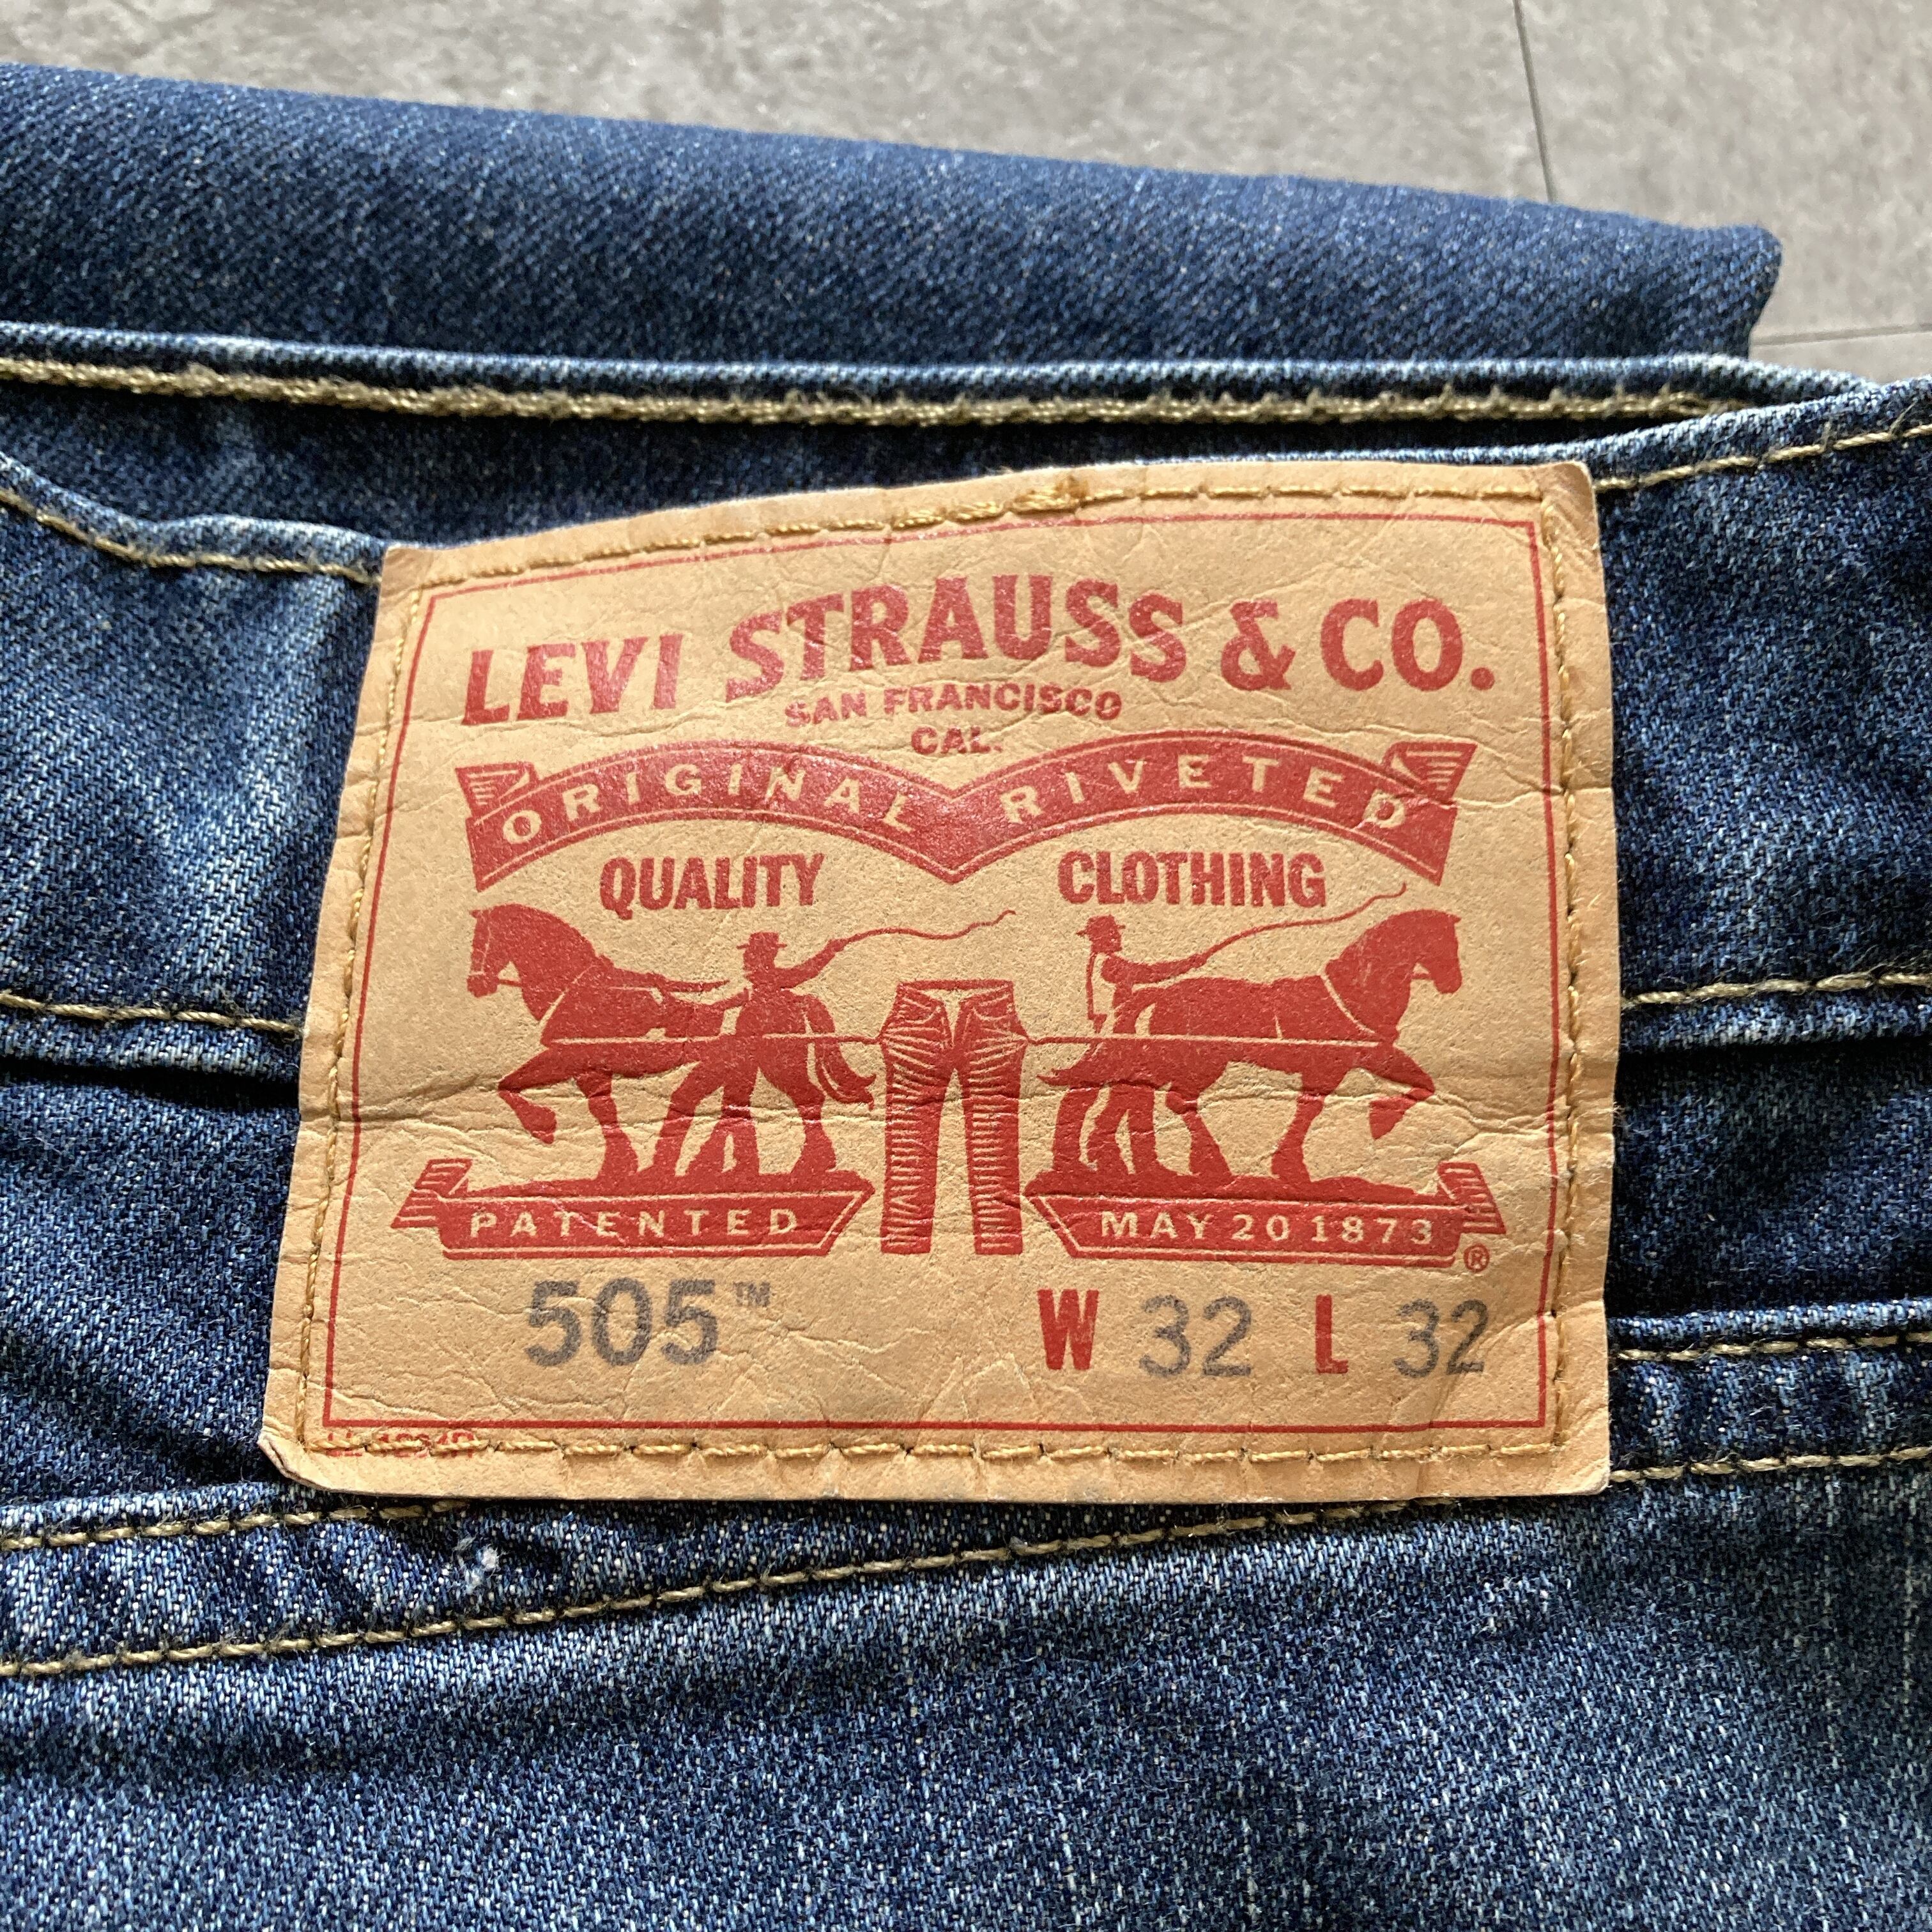 LEVI STRAUSS & CO.
SAN FRANCISCO
CAL.
ORIGINAL RIVETED
QUALITY CLOTHING
PATENTED MAY 20 1873 ®
505™ W 32 L 32